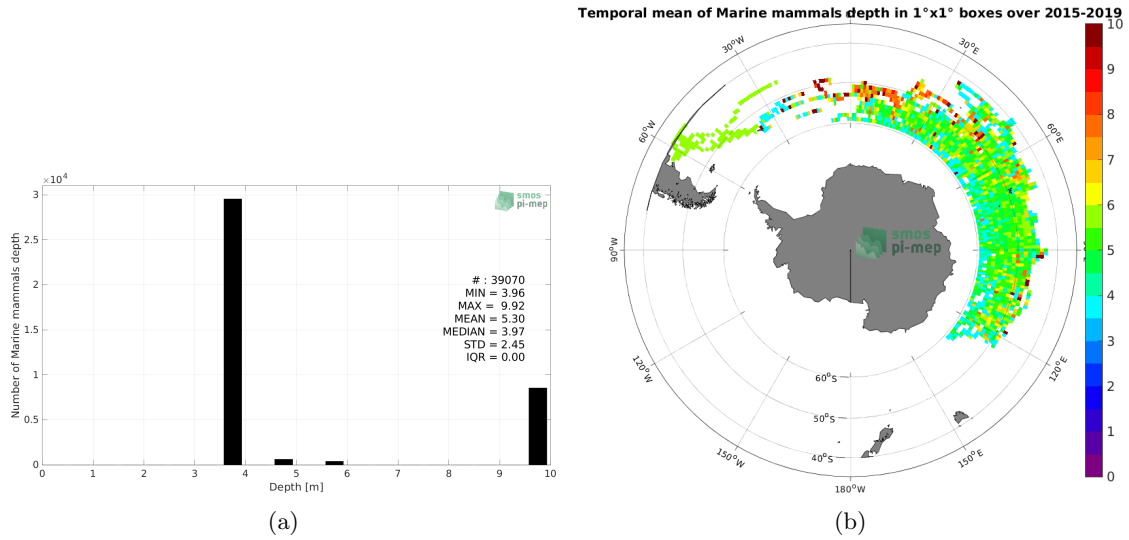 Temporal mean of Marine mammals depth in 1°x1° boxes over 2015-2019
×10⁴
3
2.5
2
1.5
1
0.5
0
Number of Marine mammals depth
smos
pi-mep
# : 39070
MIN = 3.96
MAX = 9.92
MEAN = 5.30
MEDIAN = 3.97
STD = 2.45
IQR = 0.00
0 1 2 3 4 5 6 7 8 9 10
Depth [m]
(a)
0°
30°W
30°E
60°W
60°E
90°W
smos
pi-mep
120°W
120°E
150°W
150°E
180°W
60°S
50°S
40°S
10
9
8
7
6
5
4
3
2
1
0
(b)